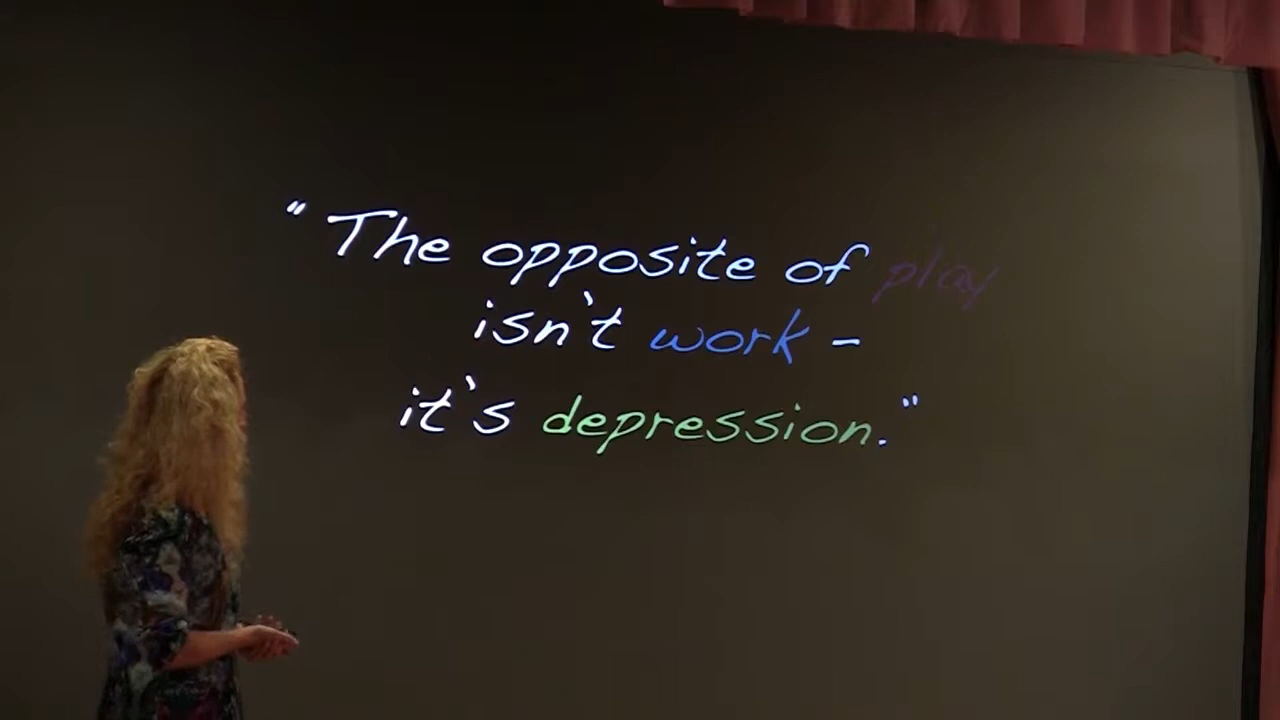 "The opposite of play
isn't work -
it's depression."